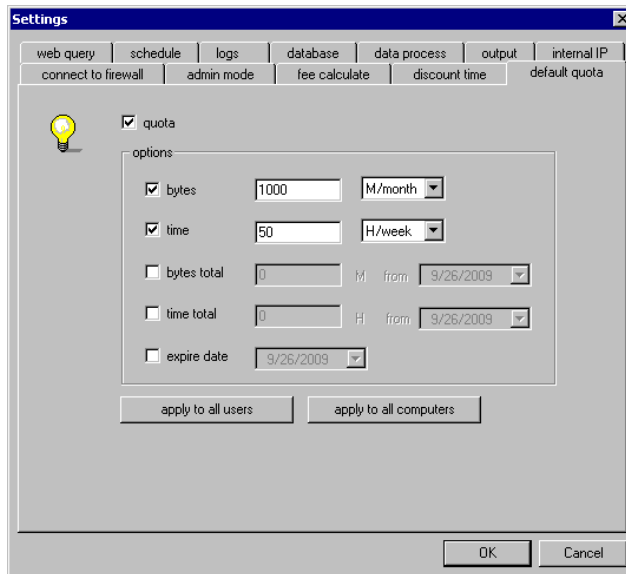 Settings
web query schedule logs database data process output internal IP
connect to firewall admin mode fee calculate discount time default quota
quota
options
bytes 1000 M/month
time 50 H/week
bytes total 0 M from 9/26/2009
time total 0 H from 9/26/2009
expire date 9/26/2009
apply to all users apply to all computers
OK Cancel